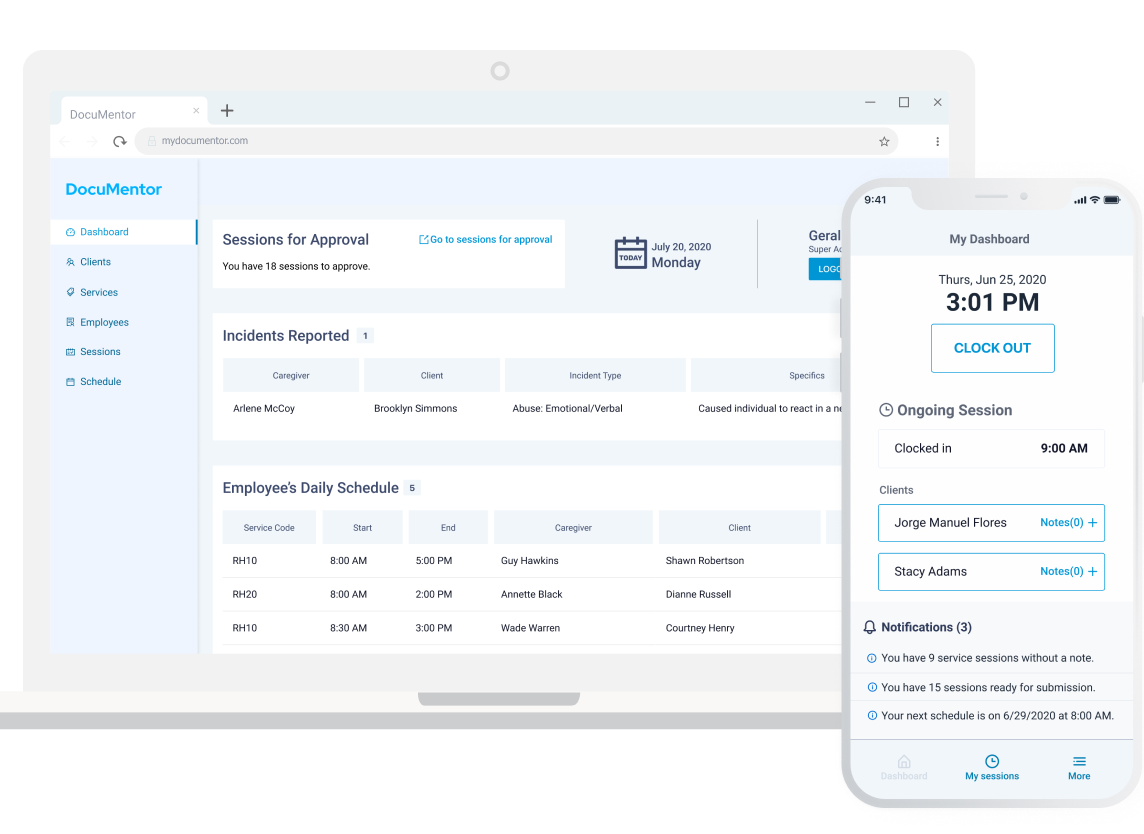 DocuMentor
mydocumentor.com
DocuMentor
Dashboard
Clients
Services
Employees
Sessions
Schedule
Sessions for Approval
Go to sessions for approval
You have 18 sessions to approve.
TODAY
July 20, 2020
Monday
Geral
Super Ac
LOGO
Incidents Reported 1
Caregiver Client Incident Type Specifics
Arlene McCoy Brooklyn Simmons Abuse: Emotional/Verbal Caused individual to react in a ne
Employee's Daily Schedule 5
Service Code Start End Caregiver Client
RH10 8:00 AM 5:00 PM Guy Hawkins Shawn Robertson
RH20 8:00 AM 2:00 PM Annette Black Dianne Russell
RH10 8:30 AM 3:00 PM Wade Warren Courtney Henry
9:41
My Dashboard
Thurs, Jun 25, 2020
3:01 PM
CLOCK OUT
Ongoing Session
Clocked in 9:00 AM
Clients
Jorge Manuel Flores Notes(0) +
Stacy Adams Notes(0) +
Notifications (3)
You have 9 service sessions without a note.
You have 15 sessions ready for submission.
Your next schedule is on 6/29/2020 at 8:00 AM.
Dashboard My sessions More